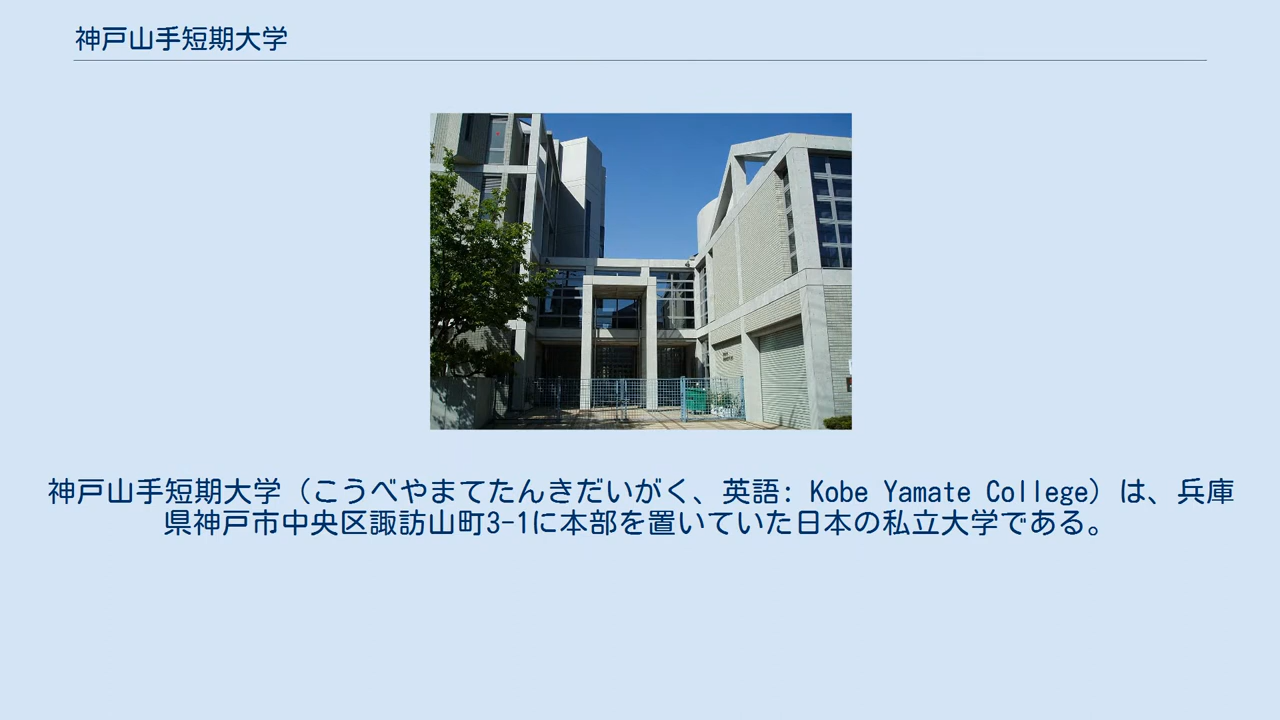 神戸山手短期大学
神戸山手短期大学（こうべやまてたんきだいがく、英語: Kobe Yamate College）は、兵庫
県神戸市中央区諏訪山町3-1に本部を置いていた日本の私立大学である。